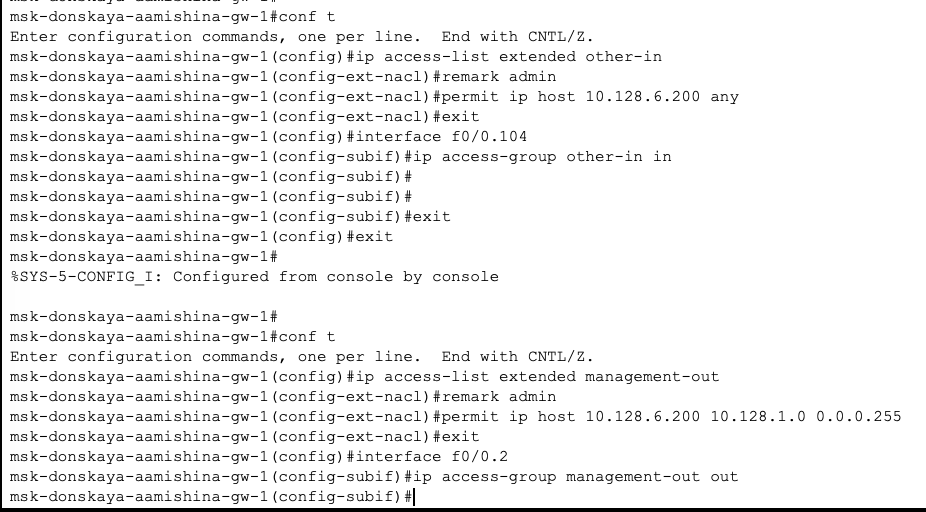 msk-donskaya-aamishina-gw-1#
msk-donskaya-aamishina-gw-1#conf t
Enter configuration commands, one per line.  End with CNTL/Z.
msk-donskaya-aamishina-gw-1(config)#ip access-list extended other-in
msk-donskaya-aamishina-gw-1(config-ext-nacl)#remark admin
msk-donskaya-aamishina-gw-1(config-ext-nacl)#permit ip host 10.128.6.200 any
msk-donskaya-aamishina-gw-1(config-ext-nacl)#exit
msk-donskaya-aamishina-gw-1(config)#interface f0/0.104
msk-donskaya-aamishina-gw-1(config-subif)#ip access-group other-in in
msk-donskaya-aamishina-gw-1(config-subif)#
msk-donskaya-aamishina-gw-1(config-subif)#
msk-donskaya-aamishina-gw-1(config-subif)#exit
msk-donskaya-aamishina-gw-1(config)#exit
msk-donskaya-aamishina-gw-1#
%SYS-5-CONFIG_I: Configured from console by console
msk-donskaya-aamishina-gw-1#
msk-donskaya-aamishina-gw-1#conf t
Enter configuration commands, one per line.  End with CNTL/Z.
msk-donskaya-aamishina-gw-1(config)#ip access-list extended management-out
msk-donskaya-aamishina-gw-1(config-ext-nacl)#remark admin
msk-donskaya-aamishina-gw-1(config-ext-nacl)#permit ip host 10.128.6.200 10.128.1.0 0.0.0.255
msk-donskaya-aamishina-gw-1(config-ext-nacl)#exit
msk-donskaya-aamishina-gw-1(config)#interface f0/0.2
msk-donskaya-aamishina-gw-1(config-subif)#ip access-group management-out out
msk-donskaya-aamishina-gw-1(config-subif)#